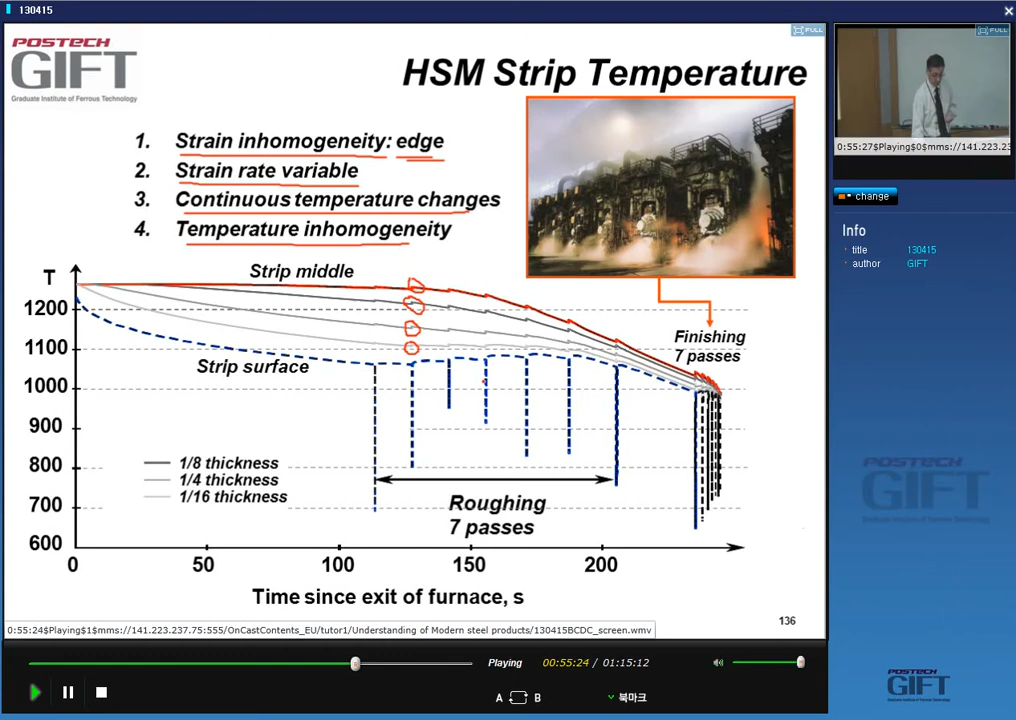 130415
POSTECH
GIFT
Graduate Institute of Ferrous Technology
HSM Strip Temperature
FULL
1. Strain inhomogeneity: edge
2. Strain rate variable
3. Continuous temperature changes
4. Temperature inhomogeneity
T
Strip middle
1200
1100
1000
900
800
700
600
Strip surface
Finishing
7 passes
1/8 thickness
1/4 thickness
1/16 thickness
Roughing
7 passes
0 50 100 150 200
Time since exit of furnace, s
136
0:55:24$Playing$1$mms://141.223.237.75:555/OnCastContents_EU/tutor1/Understanding of Modern steel products/130415BCDC_screen.wmv
Playing 00:55:24 / 01:15:12
A B 북마크
FULL
0:55:27$Playing$0$mms://141.223.23
change
Info
title 130415
author GIFT
POSTECH
GIFT
POSTECH
GIFT